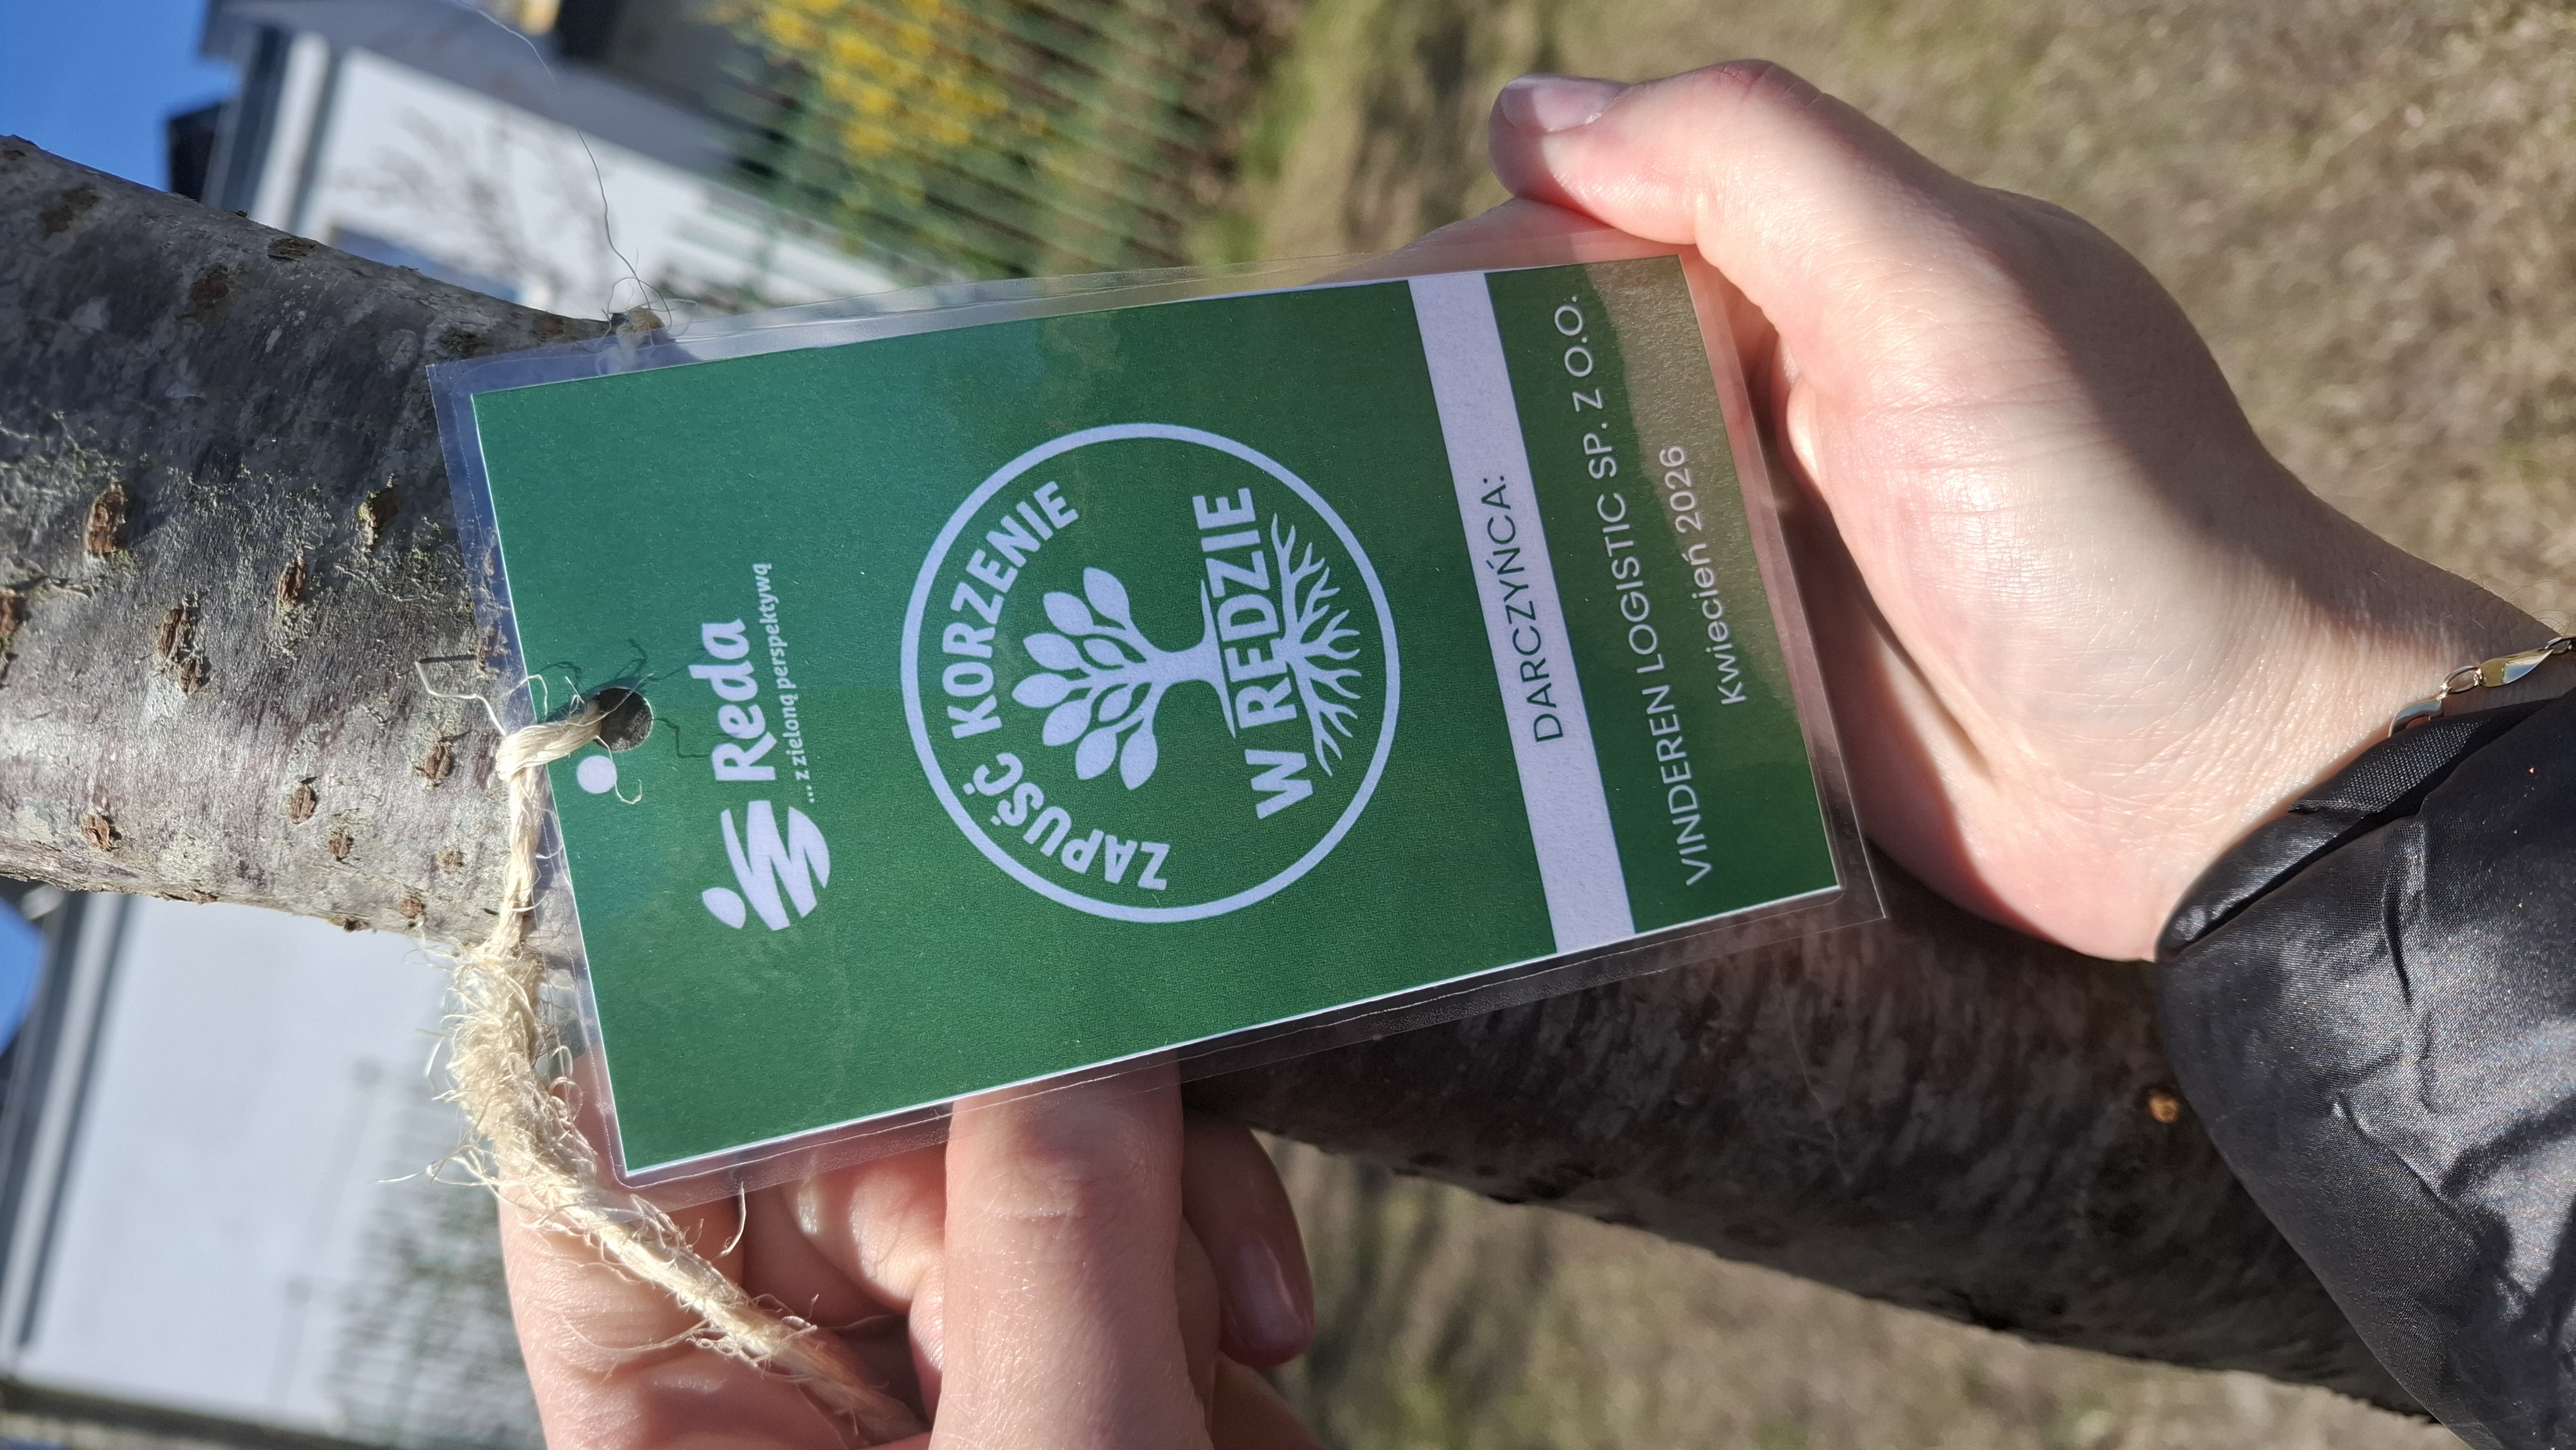 Reda
... z zieloną perspektywą
ZAPUŚĆ KORZENIE
W REDZIE
DARCZYŃCA:
VINDEREN LOGISTIC SP. Z O.O.
Kwiecień 2026